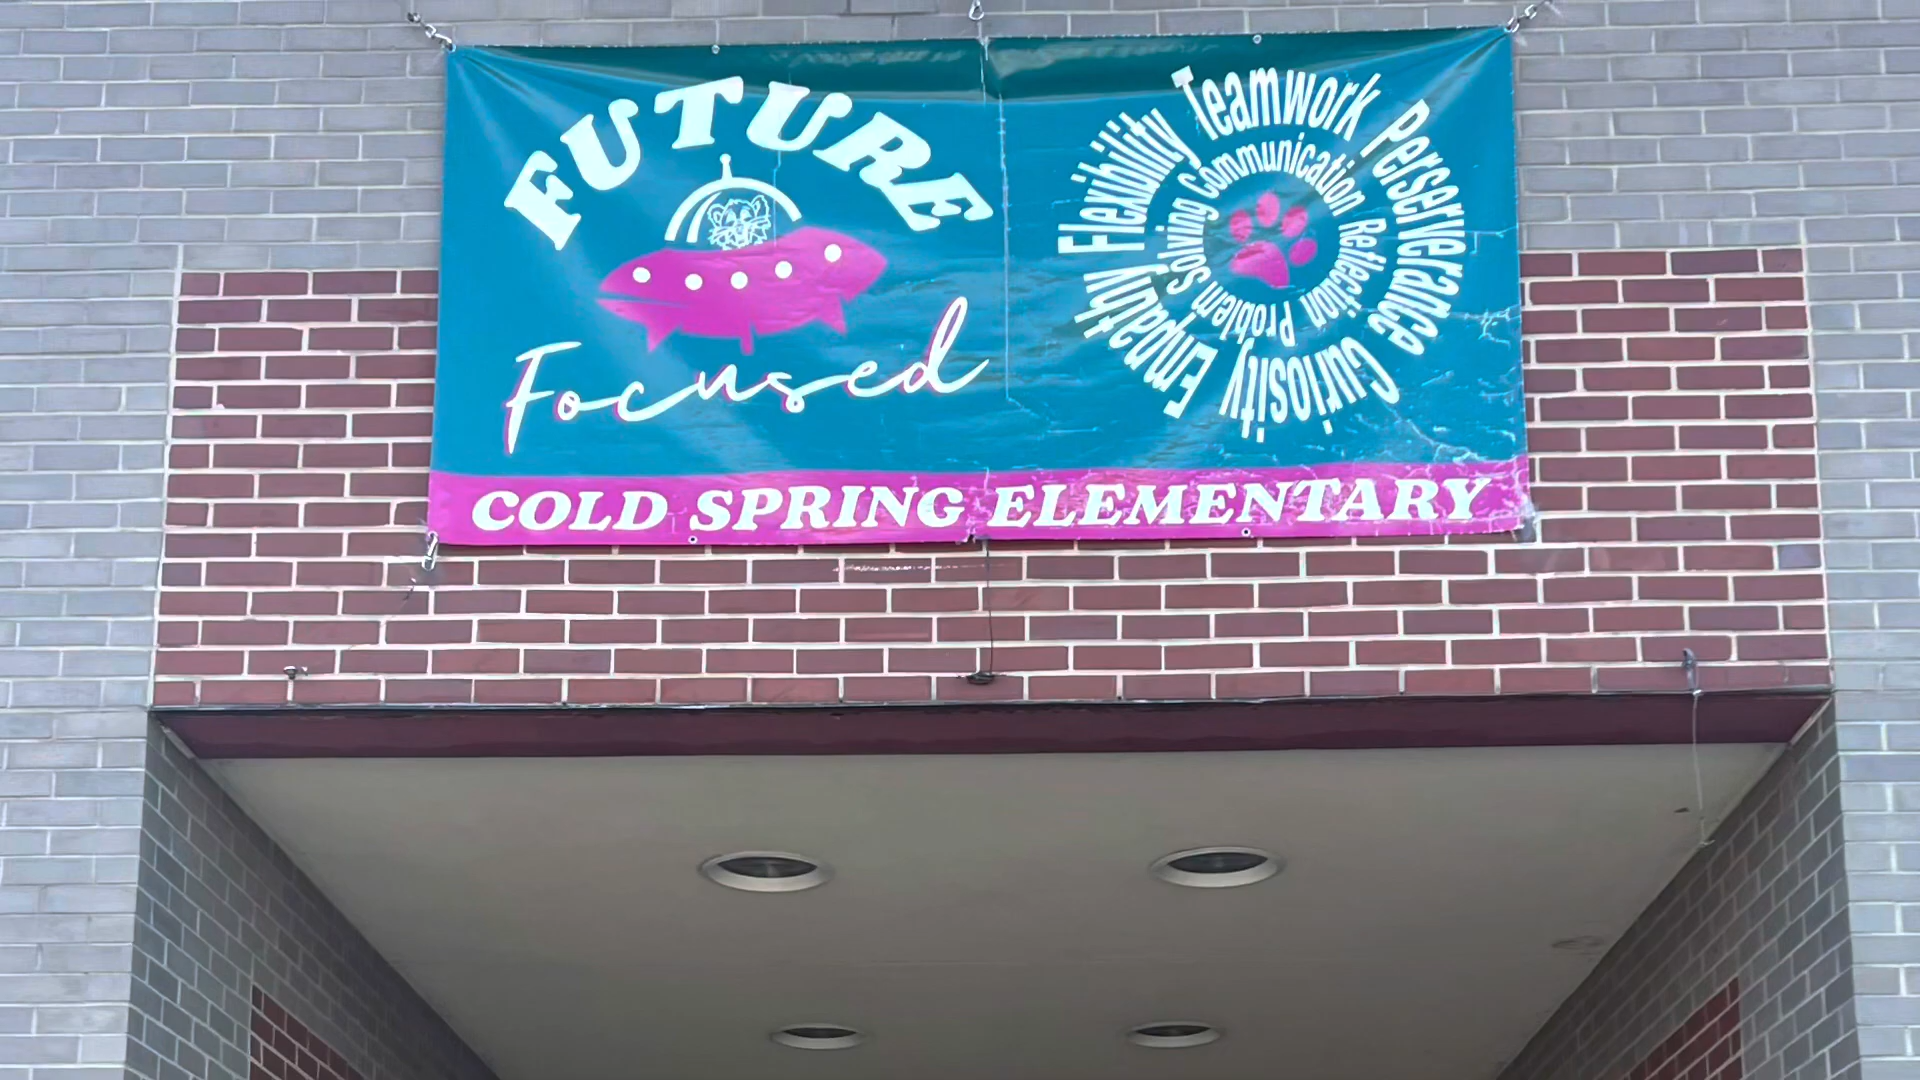 FUTURE
Focused
Teamwork Perserverance Curiosity Empathy Flexibility
Communication Reflection Problem Solving
COLD SPRING ELEMENTARY